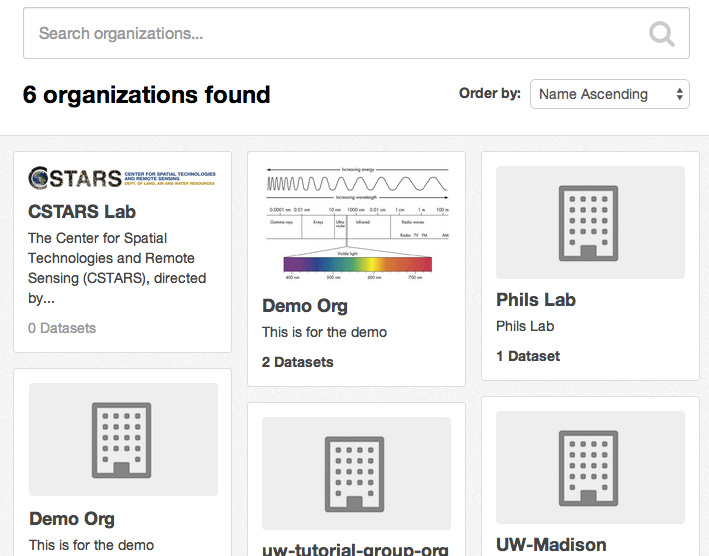 Search organizations...
6 organizations found
Order by:
Name Ascending
CSTARS CENTER FOR SPATIAL TECHNOLOGIES
AND REMOTE SENSING
DEPT. OF LAND, AIR AND WATER RESOURCES
CSTARS Lab
The Center for Spatial
Technologies and Remote
Sensing (CSTARS), directed
by...
0 Datasets
Increasing energy
Increasing wavelength
0.0001 nm 0.01 nm 10 nm 1000 nm 0.01 cm 1 cm 1 m 100 m
Gamma rays X-rays Ultra- violet Infrared Radio waves
Radar TV FM AM
Visible light
400 nm 500 nm 600 nm 700 nm
Demo Org
This is for the demo
2 Datasets
Phils Lab
Phils Lab
1 Dataset
Demo Org
This is for the demo
uw-tutorial-group-org
UW-Madison